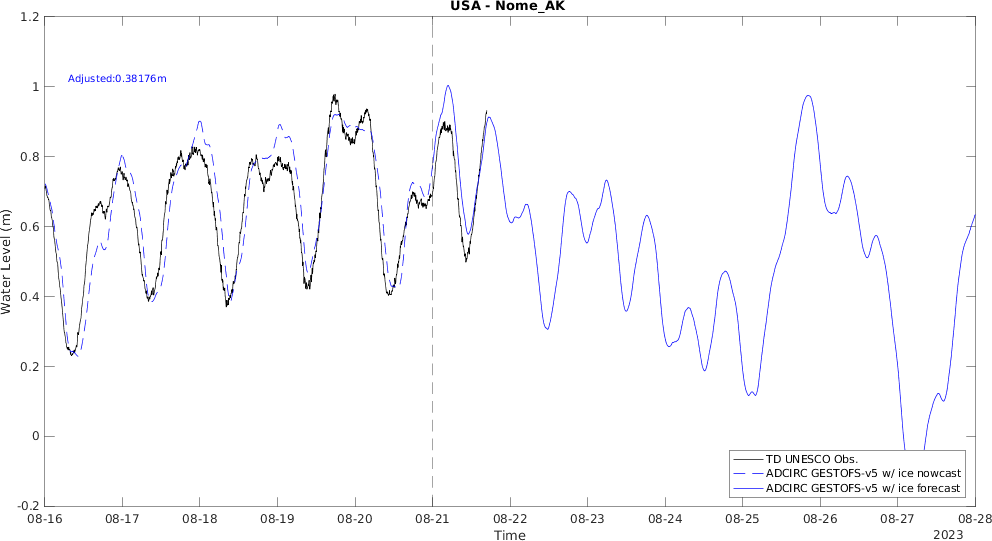 USA - Nome_AK
1.2
1
0.8
0.6
0.4
0.2
0
-0.2
Water Level (m)
Adjusted:0.38176m
TD UNESCO Obs.
ADCIRC GESTOFS-v5 w/ ice nowcast
ADCIRC GESTOFS-v5 w/ ice forecast
08-16 08-17 08-18 08-19 08-20 08-21 08-22 08-23 08-24 08-25 08-26 08-27 08-28
Time
2023